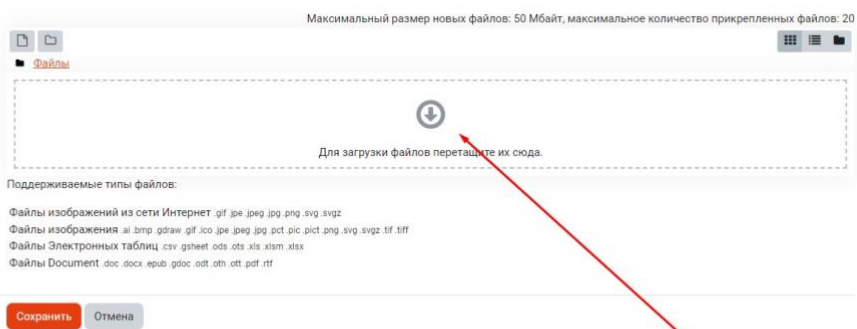 Максимальный размер новых файлов: 50 Мбайт, максимальное количество прикрепленных файлов: 20
Файлы
Для загрузки файлов перетащите их сюда.
Поддерживаемые типы файлов:
Файлы изображений из сети Интернет .gif .jpe .jpeg .jpg .png .svg .svgz
Файлы изображения .ai .bmp .gdraw .gif .ico .jpe .jpeg .jpg .pct .pic .pict .png .svg .svgz .tif .tiff
Файлы Электронных таблиц .csv .gsheet .ods .ots .xls .xlsm .xlsx
Файлы Document .doc .docx .epub .gdoc .odt .oth .ott .pdf .rtf
Сохранить Отмена